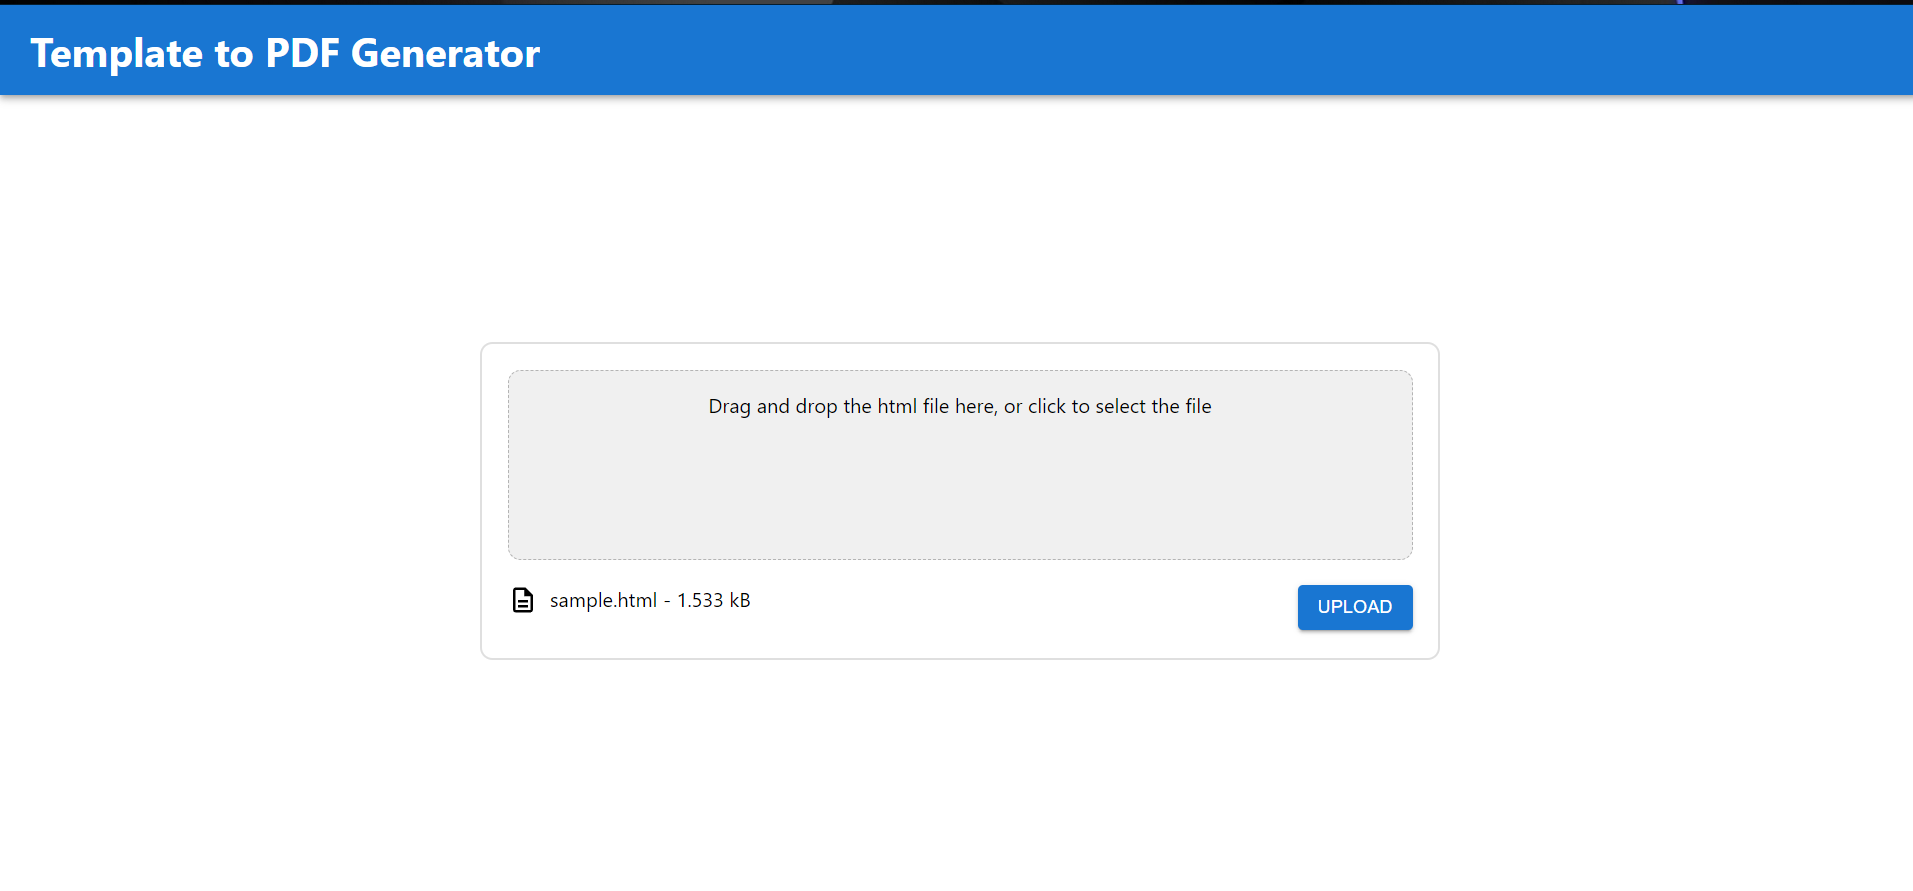 Template to PDF Generator
Drag and drop the html file here, or click to select the file
sample.html - 1.533 kB
UPLOAD